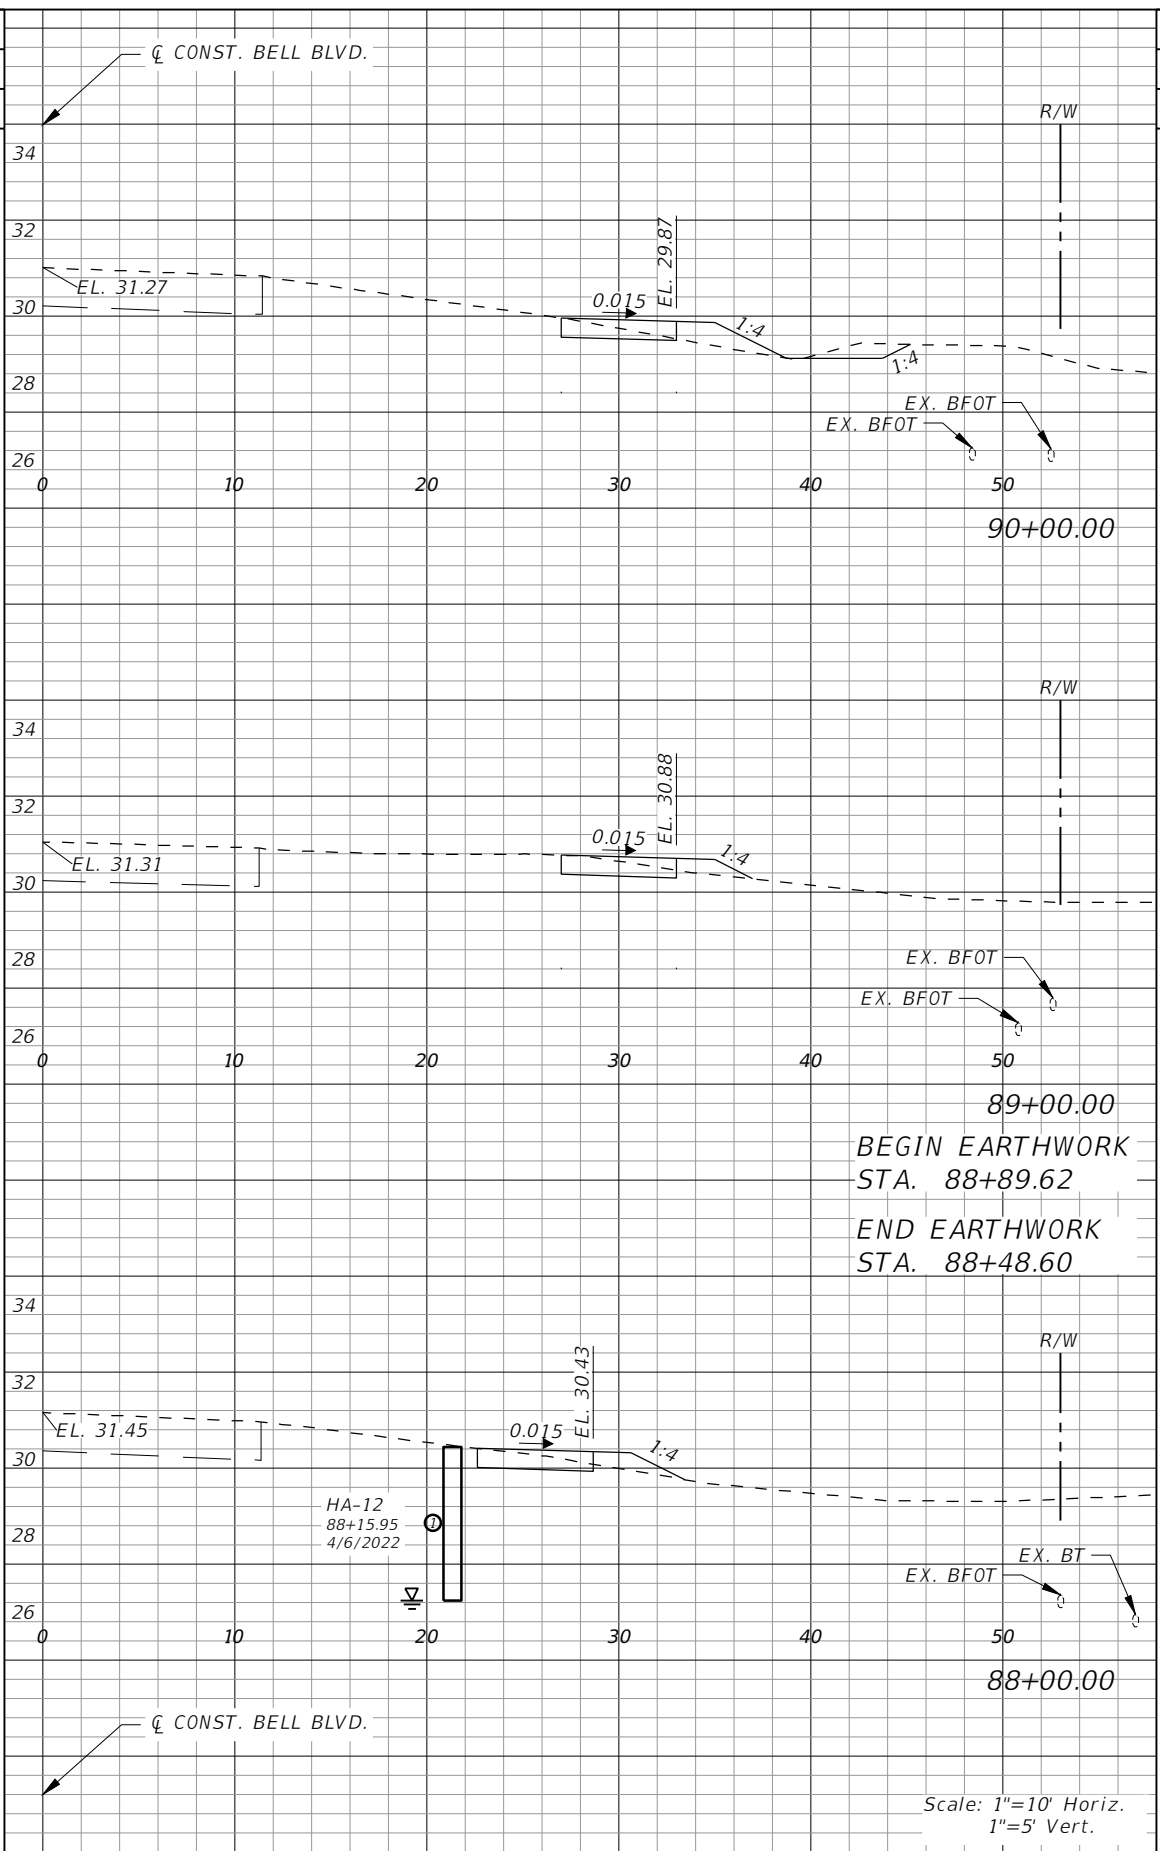 ℄ CONST. BELL BLVD.
R/W
34
32
30
28
26
EL. 31.27
0.015
EL. 29.87
1:4
1:4
EX. BFOT
EX. BFOT
0 10 20 30 40 50
90+00.00
R/W
34
32
30
28
26
EL. 31.31
0.015
EL. 30.88
1:4
EX. BFOT
EX. BFOT
0 10 20 30 40 50
89+00.00
BEGIN EARTHWORK
STA. 88+89.62
END EARTHWORK
STA. 88+48.60
R/W
34
32
30
28
26
EL. 31.45
0.015
EL. 30.43
1:4
HA-12
88+15.95
4/6/2022
1
EX. BT
EX. BFOT
0 10 20 30 40 50
88+00.00
℄ CONST. BELL BLVD.
Scale: 1"=10' Horiz.
1"=5' Vert.